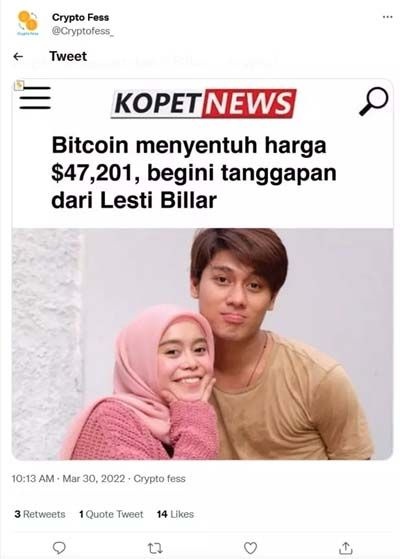 Crypto Fess
@Cryptofess_
Tweet
KOPETNEWS
Bitcoin menyentuh harga
$47,201, begini tanggapan
dari Lesti Billar
10:13 AM · Mar 30, 2022 · Crypto fess
3 Retweets 1 Quote Tweet 14 Likes